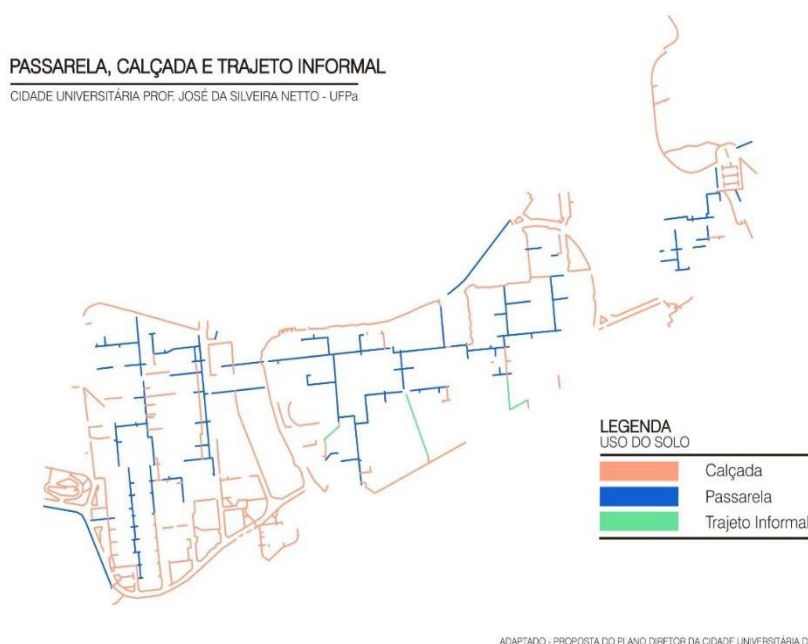 PASSARELA, CALÇADA E TRAJETO INFORMAL
CIDADE UNIVERSITÁRIA PROF. JOSÉ DA SILVEIRA NETTO - UFPa
LEGENDA
USO DO SOLO
Calçada
Passarela
Trajeto Informal
ADAPTADO - PROPOSTA DO PLANO DIRETOR DA CIDADE UNIVERSITÁRIA D